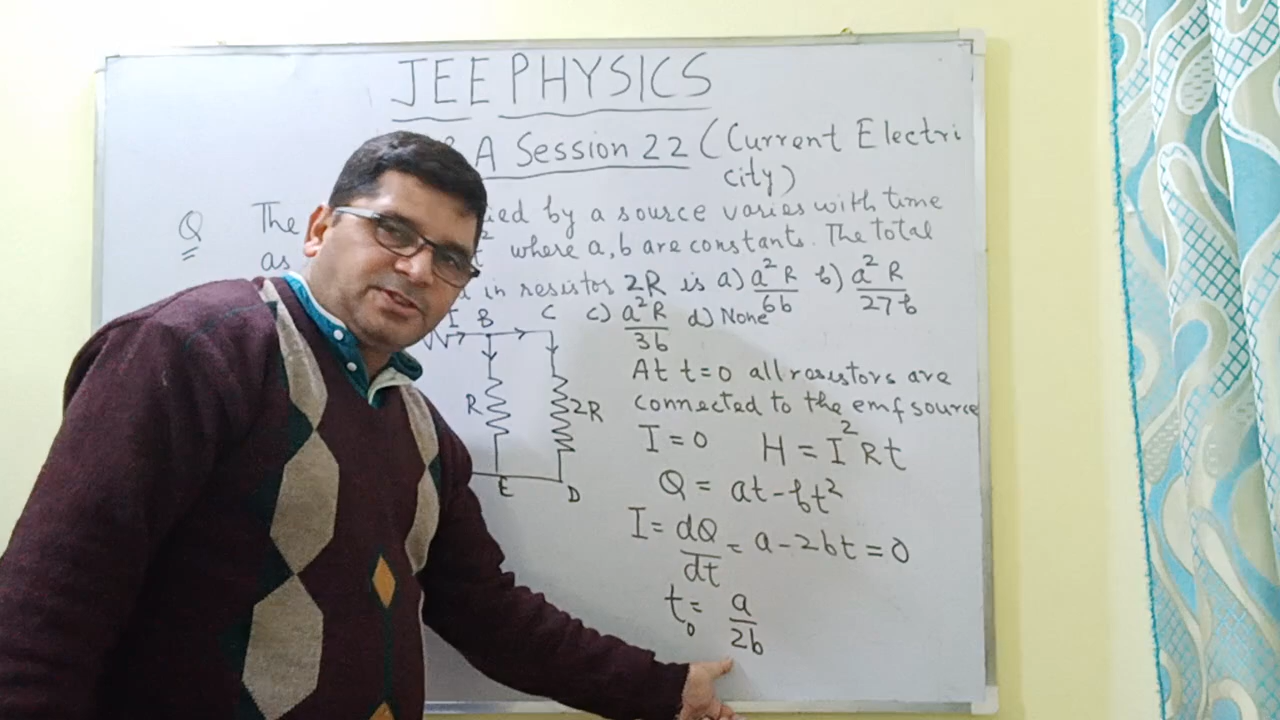 JEE PHYSICS
& A Session 22 (Current Electri
city)
Q The by a source varies with time
as where a, b are constants. The total
in resistor 2R is a) a²R/6b b) a²R/27b
c) a²R/3b d) None
I B C
R 2R
E D
At t=0 all resistors are
connected to the emf source
I = 0 H = I²Rt
Q = at - bt²
I = dQ/dt = a - 2bt = 0
t₀ = a/2b